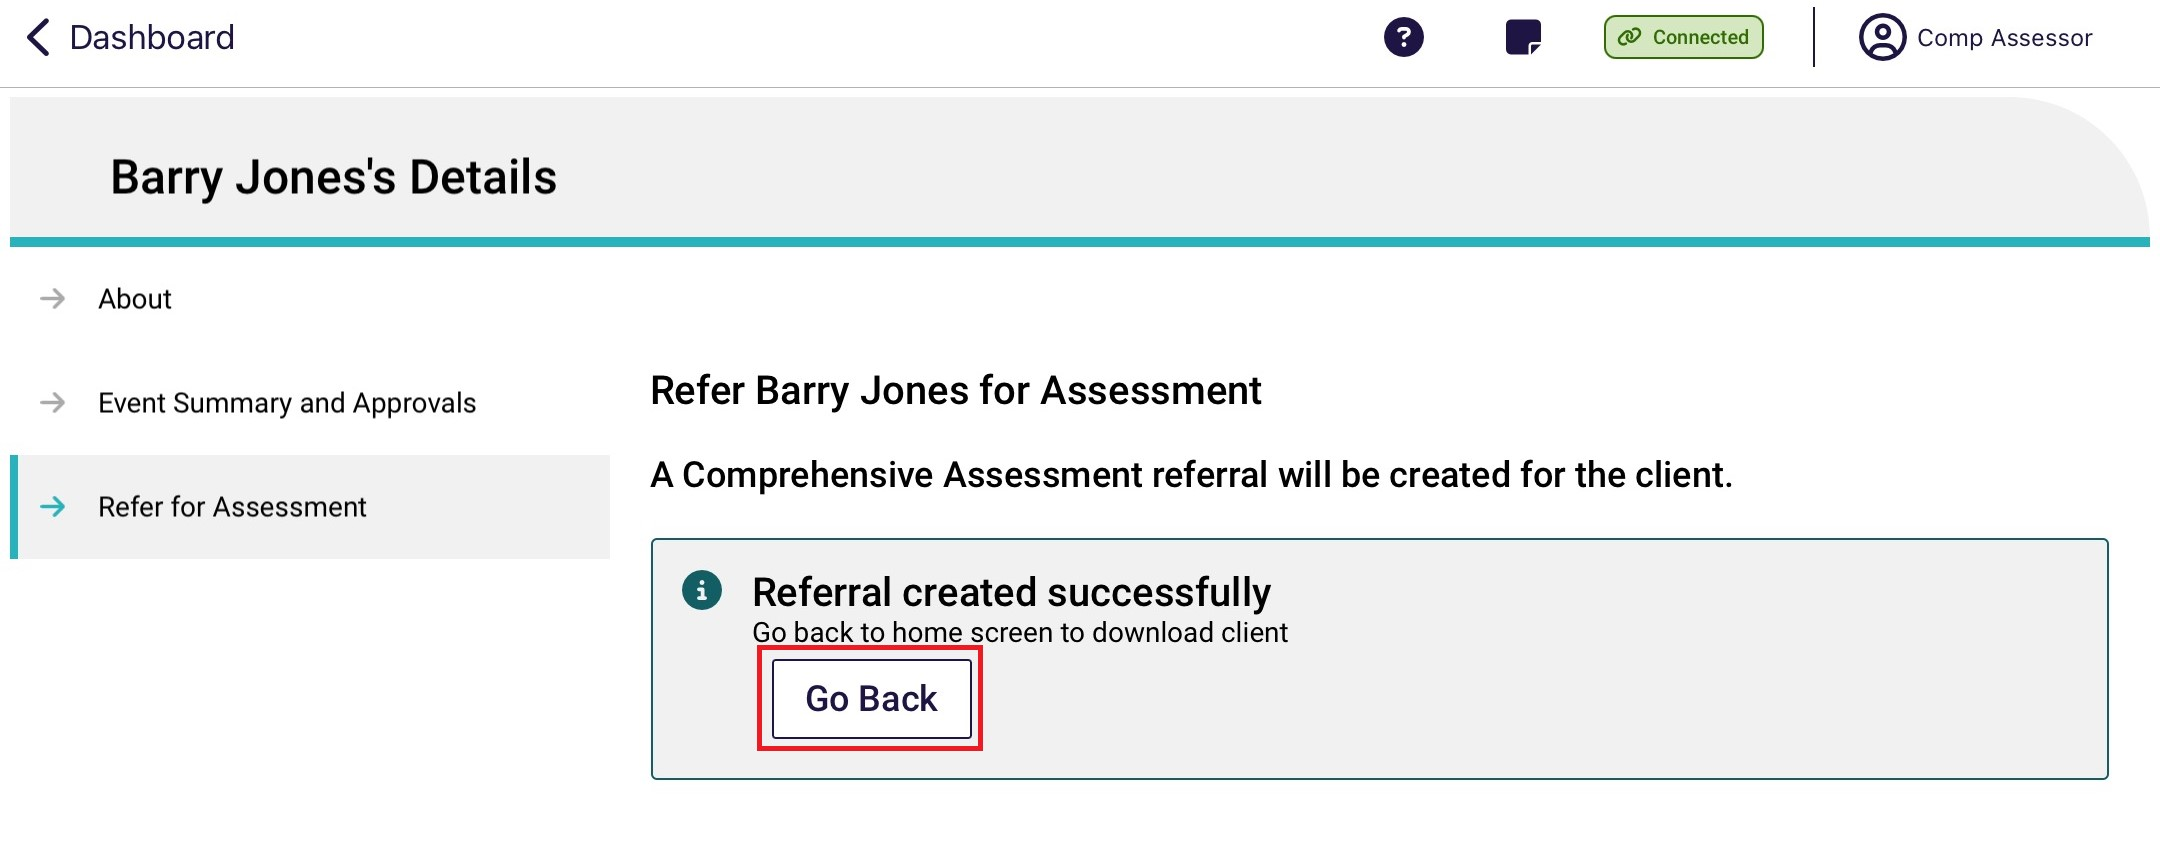 Dashboard
Connected
Comp Assessor
Barry Jones's Details
About
Event Summary and Approvals
Refer for Assessment
Refer Barry Jones for Assessment
A Comprehensive Assessment referral will be created for the client.
Referral created successfully
Go back to home screen to download client
Go Back